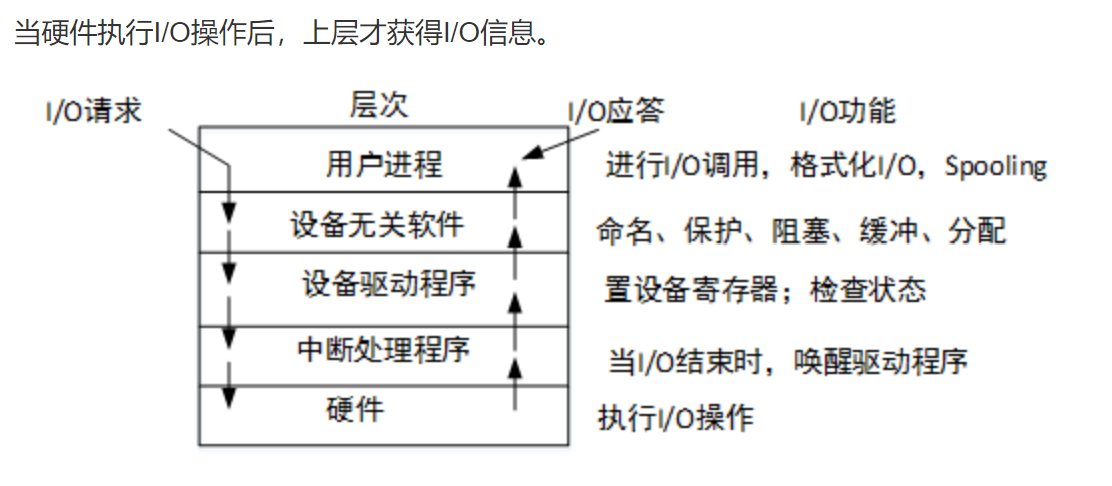 当硬件执行I/O操作后，上层才获得I/O信息。
I/O请求 层次 I/O应答 I/O功能
用户进程 进行I/O调用，格式化I/O，Spooling
设备无关软件 命名、保护、阻塞、缓冲、分配
设备驱动程序 置设备寄存器；检查状态
中断处理程序 当I/O结束时，唤醒驱动程序
硬件 执行I/O操作